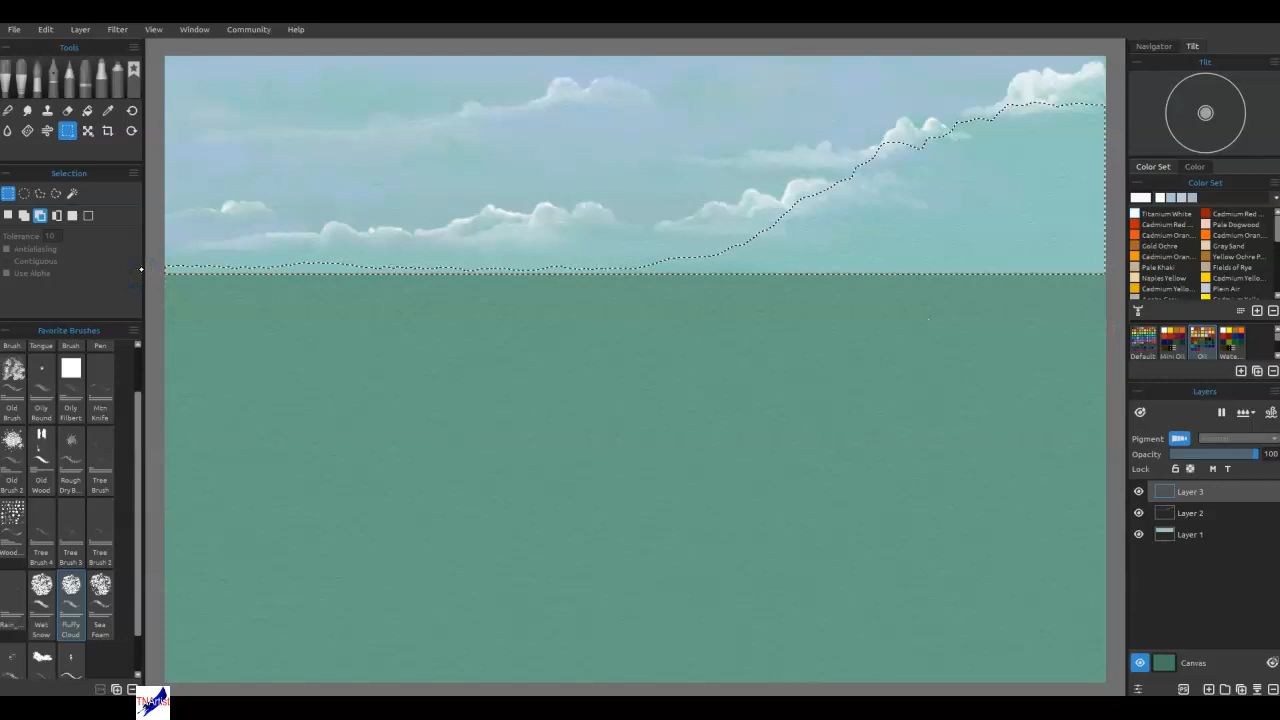 File Edit Layer Filter View Window Community Help
Tools
Navigator Tilt
Tilt
Selection
Color Set Color
Color Set
Titanium White Cadmium Red ...
Cadmium Red ... Pale Dogwood
Cadmium Oran... Cadmium Oran...
Gold Ochre Gray Sand
Cadmium Oran... Yellow Ochre P...
Pale Khaki Fields of Rye
Naples Yellow Cadmium Yello...
Cadmium Yello... Plain Air
Tolerance 10
Antialiasing
Contiguous
Use Alpha
Favorite Brushes
Brush Tongue Brush Pen
Old Brush Oily Round Oily Filbert Mtn Knife
Old Brush 2 Old Wood Rough Dry B... Tree Brush
Wood... Tree Brush 4 Tree Brush 3 Tree Brush 2
Rain_... Wet Snow Fluffy Cloud Sea Foam
Default Mini Oil Oil Wate...
Layers
Pigment
Opacity 100
Lock M T
Layer 3
Layer 2
Layer 1
Canvas